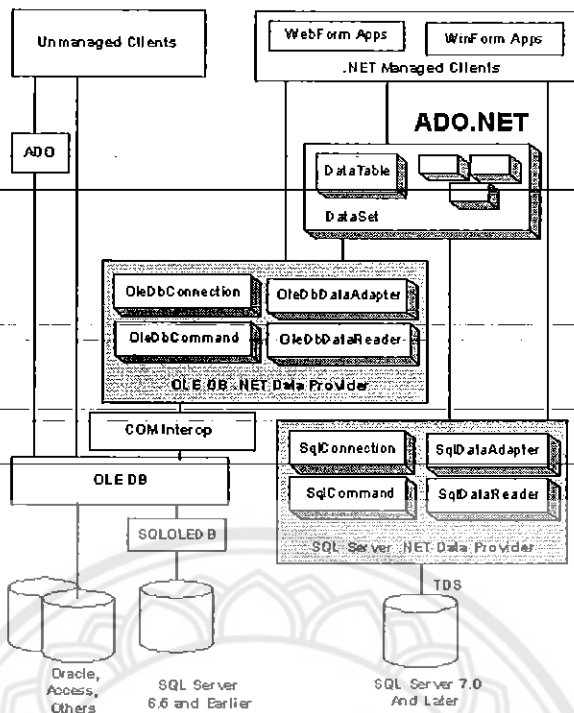 Unmanaged Clients
WebForm Apps
WinForm Apps
.NET Managed Clients
ADO.NET
ADO
DataTable
DataSet
OleDbConnection
OleDbDataAdapter
OleDbCommand
OleDbDataReader
OLE DB .NET Data Provider
COM Interop
SqlConnection
SqlDataAdapter
OLE DB
SqlCommand
SqlDataReader
SQLOLEDB
SQL Server .NET Data Provider
TDS
Oracle,
Access,
Others
SQL Server
6.5 and Earlier
SQL Server 7.0
And Later